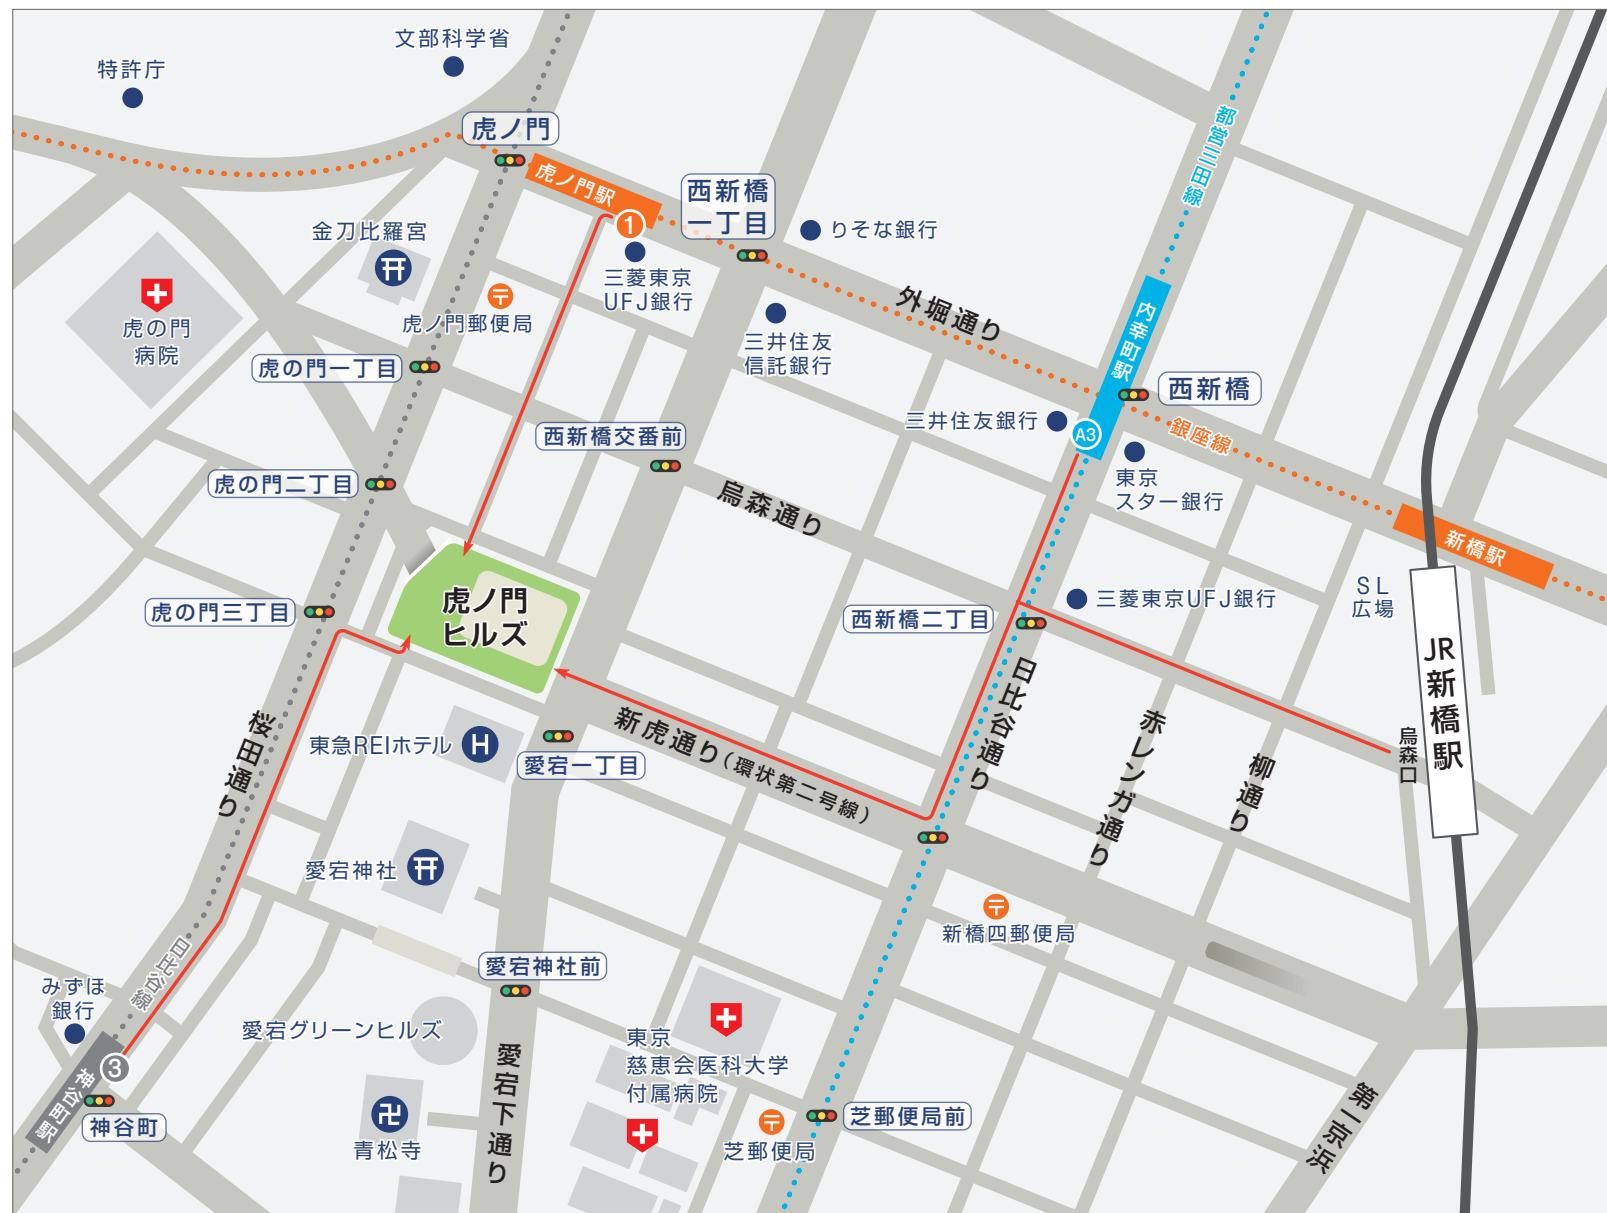 文部科学省
特許庁
虎ノ門
虎ノ門駅
都営三田線
西新橋
一丁目
1
りそな銀行
金刀比羅宮
三菱東京
UFJ銀行
外堀通り
内幸町駅
虎の門
病院
虎ノ門郵便局
三井住友
信託銀行
虎の門一丁目
西新橋
三井住友銀行
A3
銀座線
西新橋交番前
東京
スター銀行
虎の門二丁目
烏森通り
新橋駅
虎ノ門
ヒルズ
虎の門三丁目
西新橋二丁目
三菱東京UFJ銀行
SL
広場
JR新橋駅
日比谷通り
桜田通り
東急REIホテル
H
新虎通り(環状第二号線)
愛宕一丁目
赤レンガ通り
柳通り
烏森口
愛宕神社
新橋四郵便局
日比谷線
愛宕神社前
みずほ
銀行
愛宕グリーンヒルズ
東京
慈恵会医科大学
付属病院
3
神谷町駅
神谷町
愛宕下通り
青松寺
芝郵便局
芝郵便局前
第一京浜